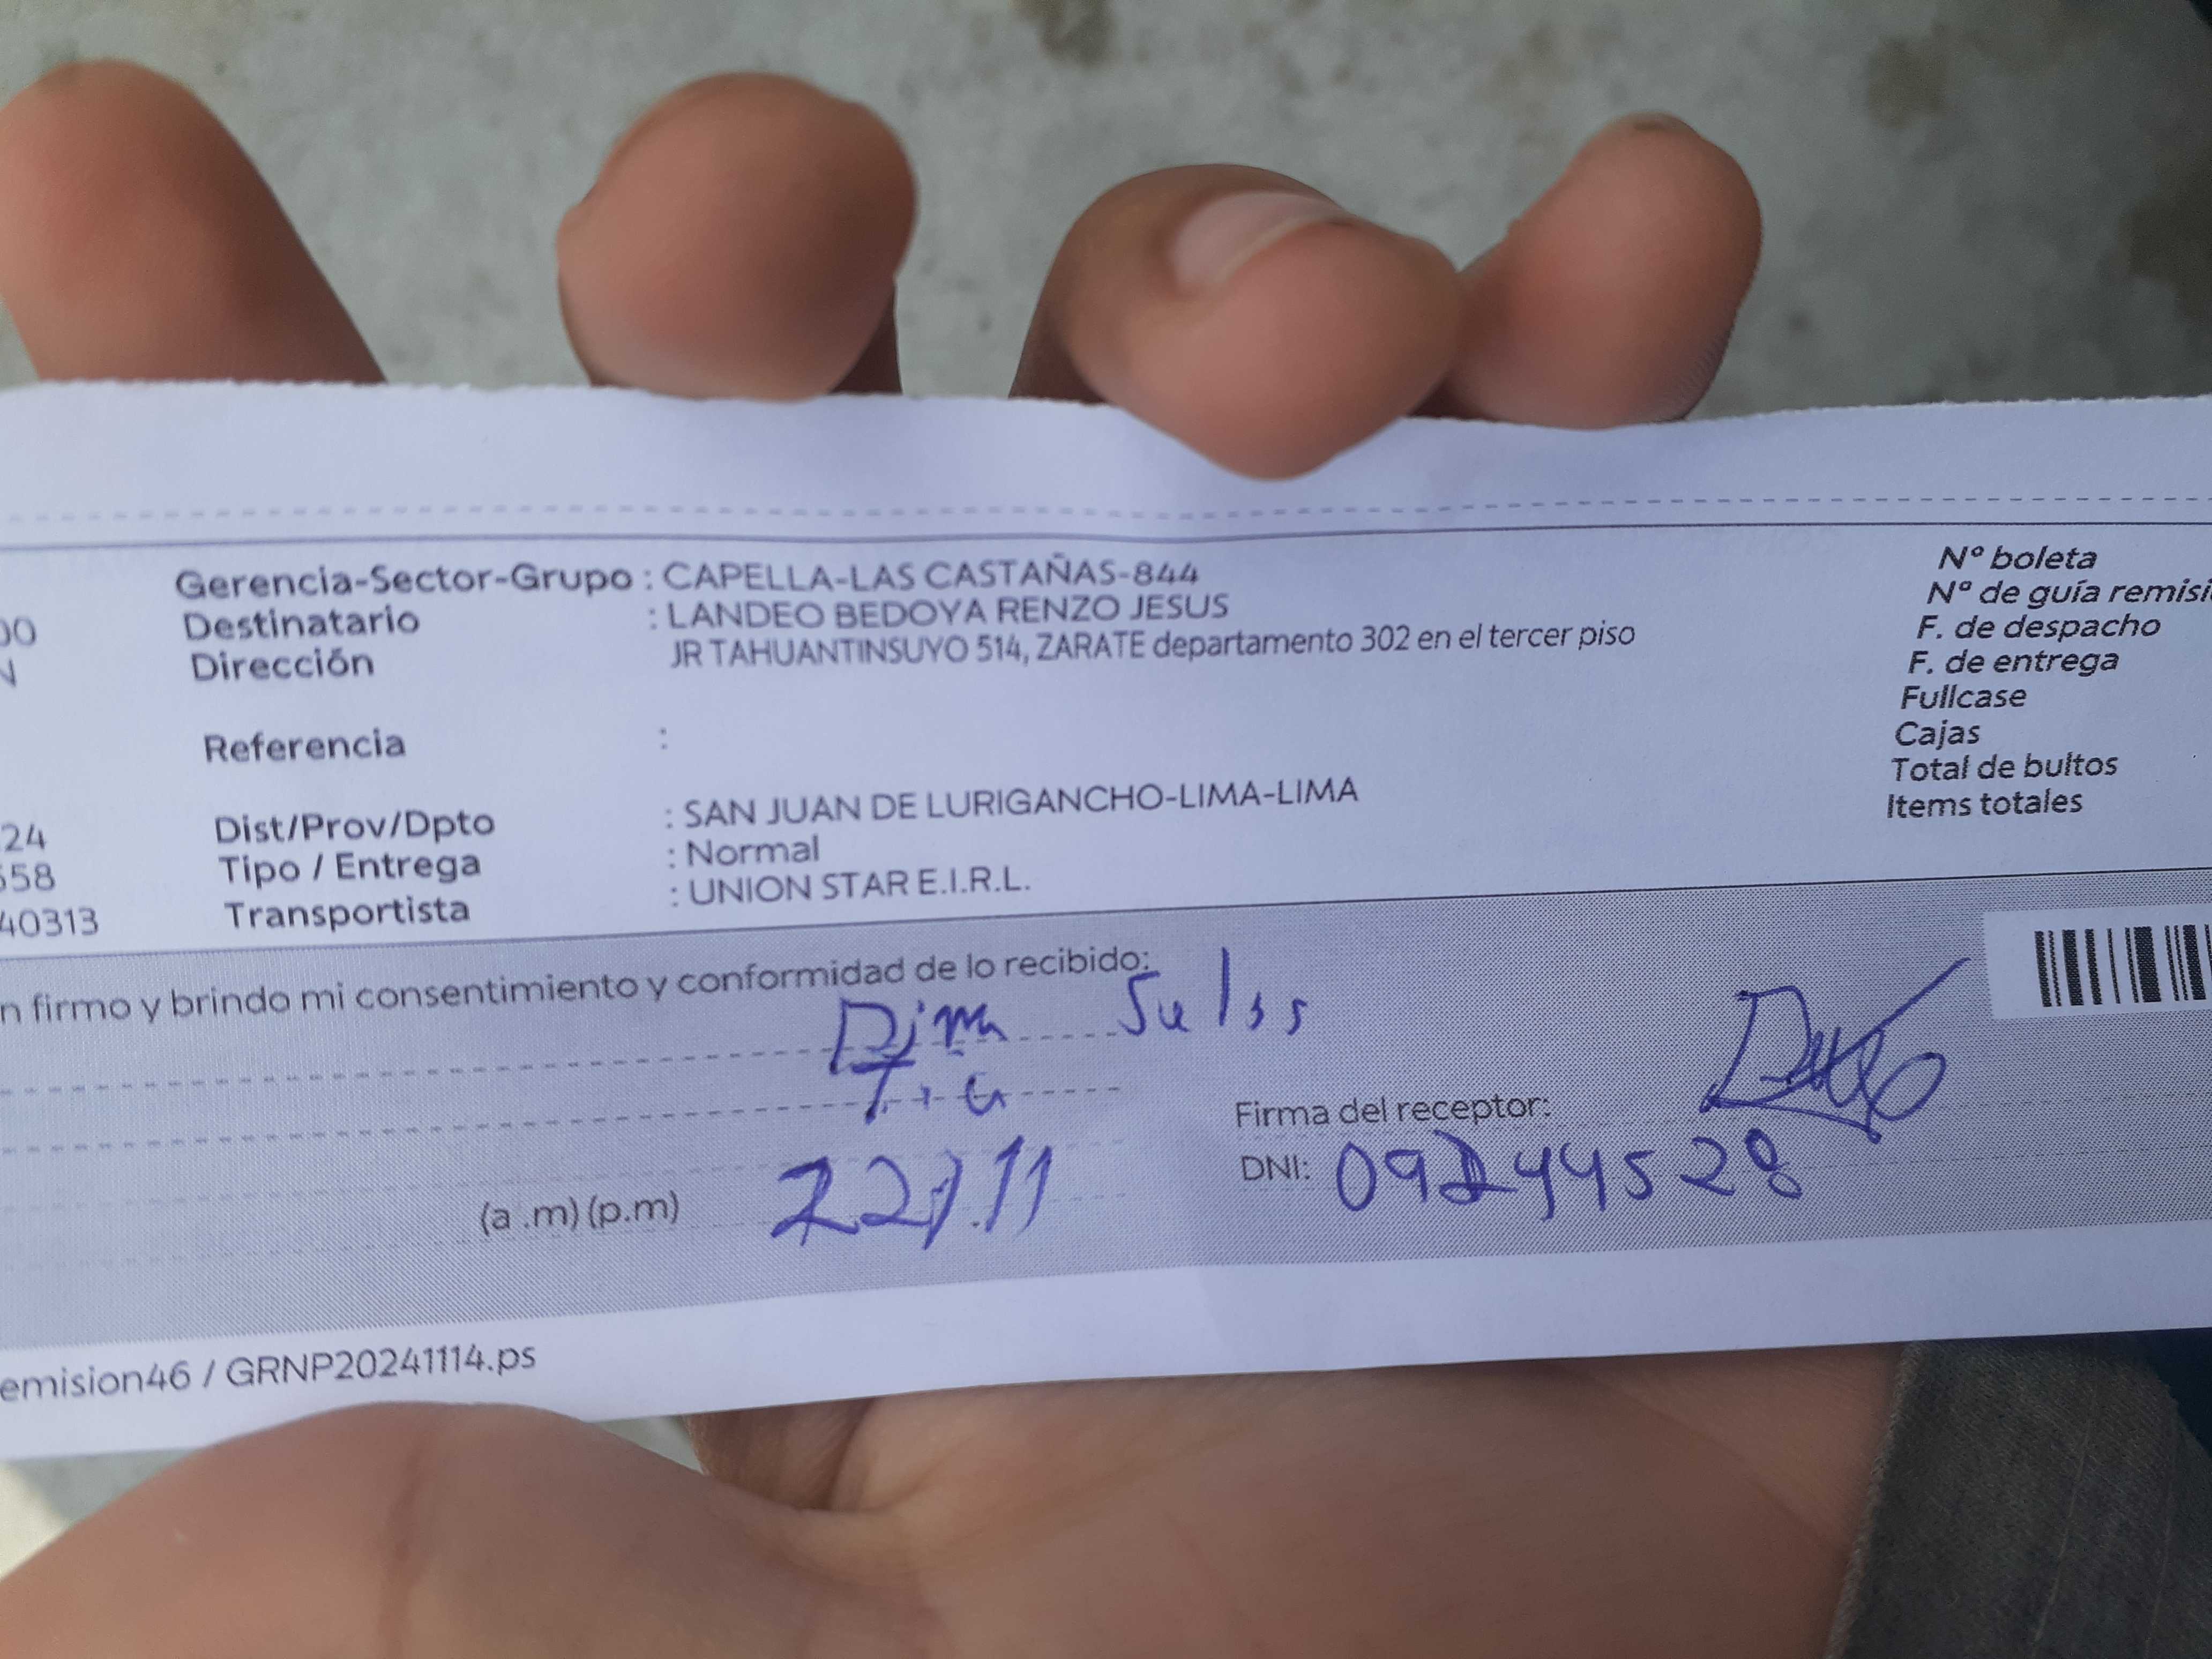 Gerencia-Sector-Grupo : CAPELLA-LAS CASTAÑAS-844
00 Destinatario : LANDEO BEDOYA RENZO JESUS
N Dirección JR TAHUANTINSUYO 514, ZARATE departamento 302 en el tercer piso
Referencia :
24 Dist/Prov/Dpto : SAN JUAN DE LURIGANCHO-LIMA-LIMA
558 Tipo / Entrega : Normal
40313 Transportista : UNION STAR E.I.R.L.
Nº boleta
Nº de guía remisi
F. de despacho
F. de entrega
Fullcase
Cajas
Total de bultos
Items totales
n firmo y brindo mi consentimiento y conformidad de lo recibido:
Firma del receptor:
DNI: 09244528
(a .m) (p.m) 22/.11
emision46 / GRNP20241114.ps